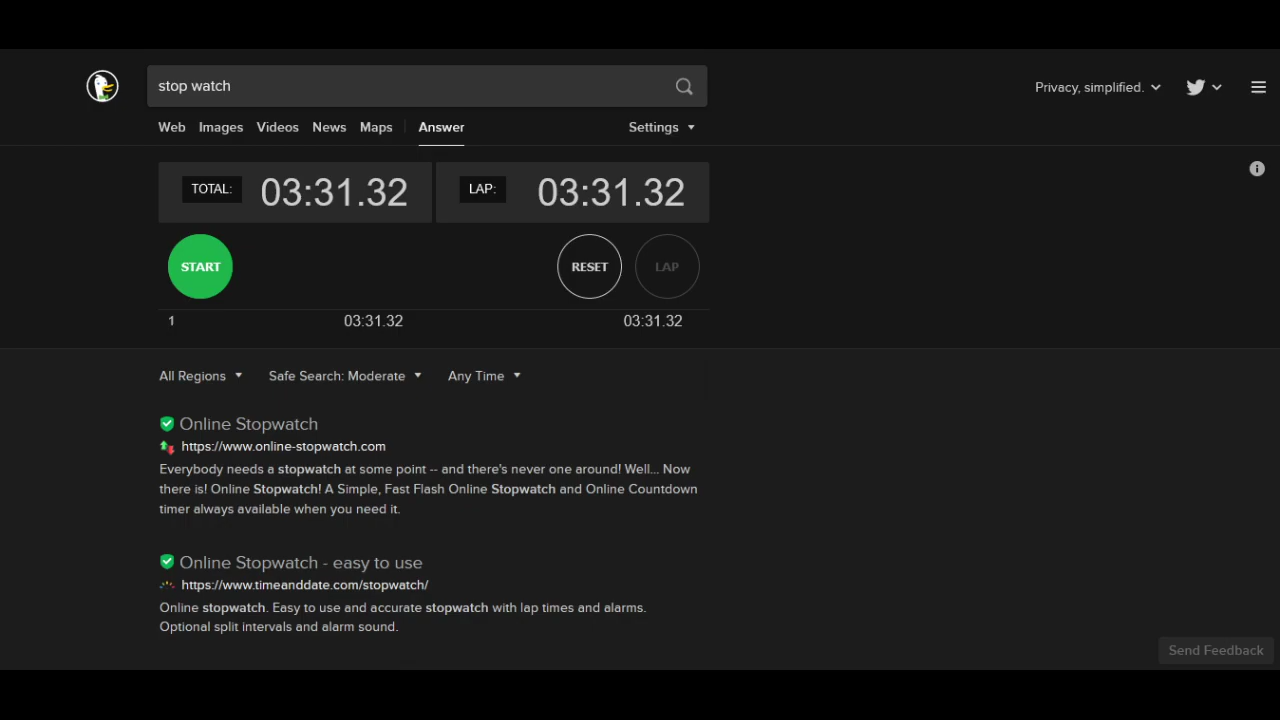 stop watch
Privacy, simplified.
Web Images Videos News Maps Answer Settings
TOTAL: 03:31.32 LAP: 03:31.32
START RESET LAP
1 03:31.32 03:31.32
All Regions Safe Search: Moderate Any Time
Online Stopwatch
https://www.online-stopwatch.com
Everybody needs a stopwatch at some point -- and there's never one around! Well... Now
there is! Online Stopwatch! A Simple, Fast Flash Online Stopwatch and Online Countdown
timer always available when you need it.
Online Stopwatch - easy to use
https://www.timeanddate.com/stopwatch/
Online stopwatch. Easy to use and accurate stopwatch with lap times and alarms.
Optional split intervals and alarm sound.
Send Feedback